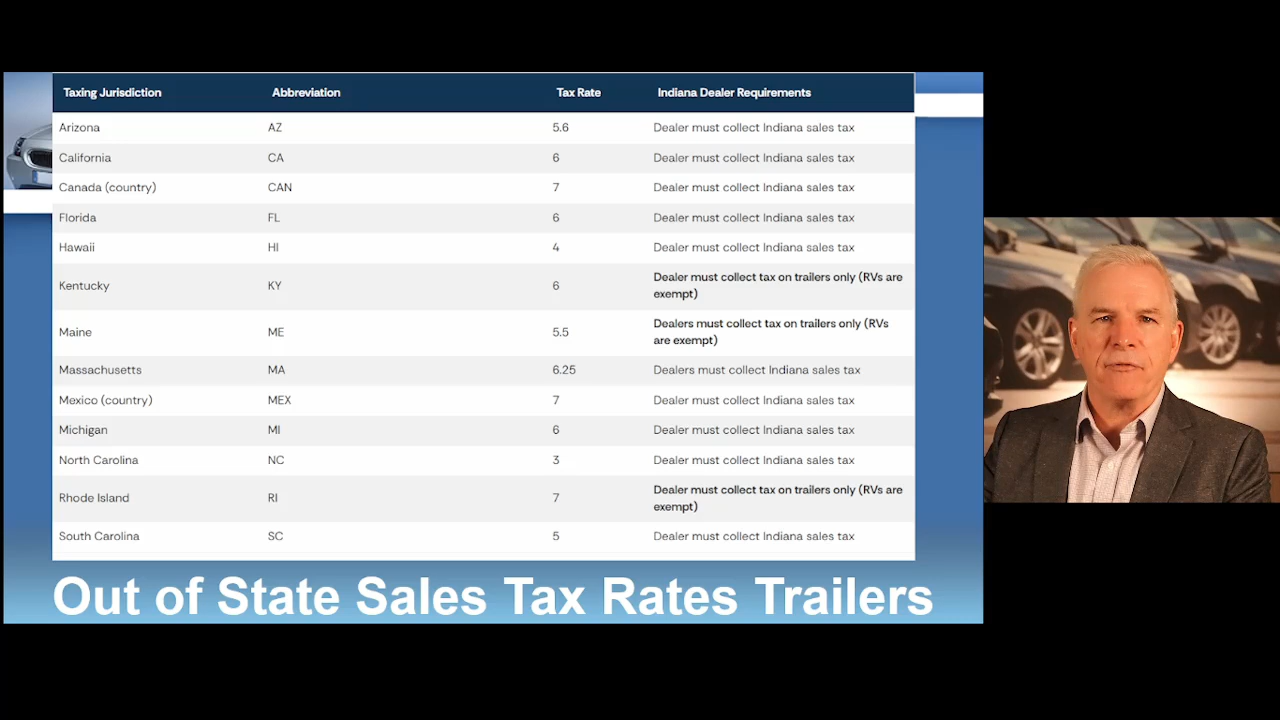 Taxing Jurisdiction Abbreviation Tax Rate Indiana Dealer Requirements
Arizona AZ 5.6 Dealer must collect Indiana sales tax
California CA 6 Dealer must collect Indiana sales tax
Canada (country) CAN 7 Dealer must collect Indiana sales tax
Florida FL 6 Dealer must collect Indiana sales tax
Hawaii HI 4 Dealer must collect Indiana sales tax
Kentucky KY 6 Dealer must collect tax on trailers only (RVs are
exempt)
Maine ME 5.5 Dealers must collect tax on trailers only (RVs
are exempt)
Massachusetts MA 6.25 Dealers must collect Indiana sales tax
Mexico (country) MEX 7 Dealer must collect Indiana sales tax
Michigan MI 6 Dealer must collect Indiana sales tax
North Carolina NC 3 Dealer must collect Indiana sales tax
Rhode Island RI 7 Dealer must collect tax on trailers only (RVs are
exempt)
South Carolina SC 5 Dealer must collect Indiana sales tax
Out of State Sales Tax Rates Trailers